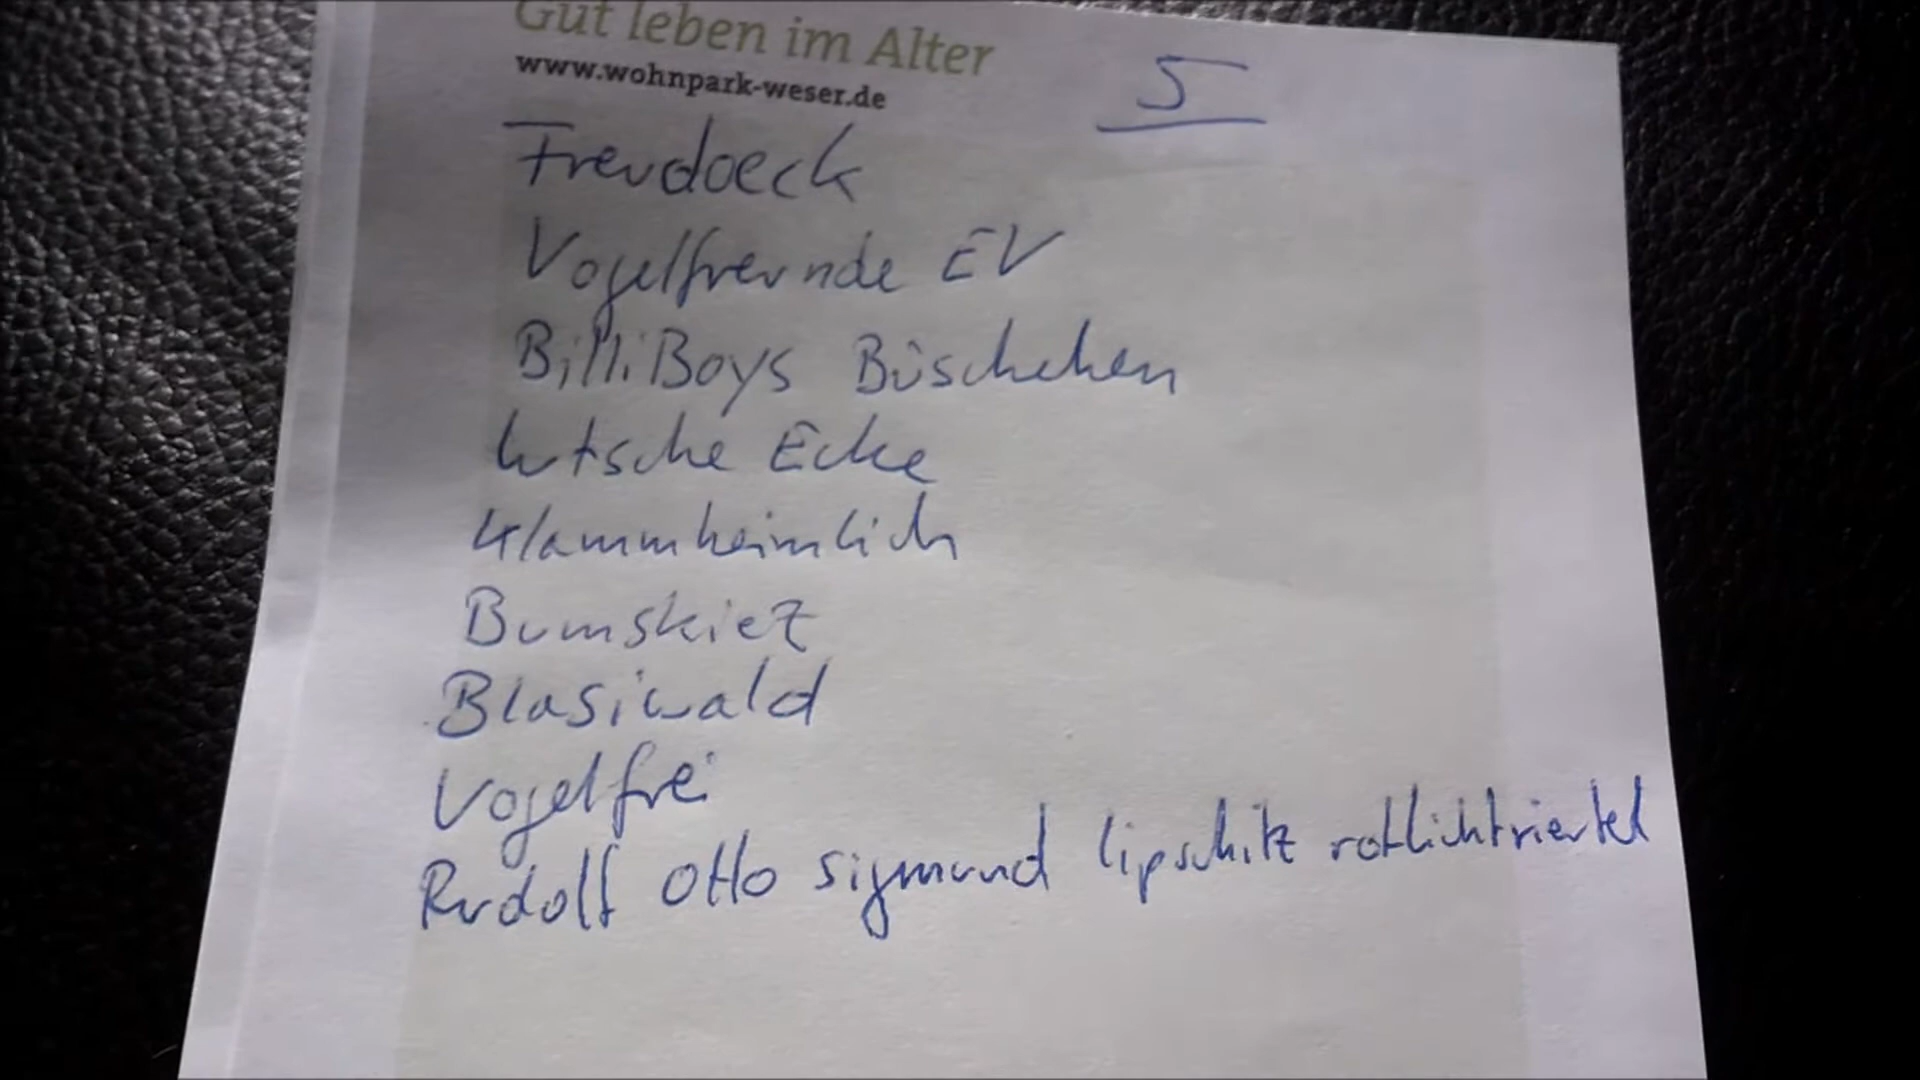 Gut leben im Alter
www.wohnpark-weser.de
5
Freudoeck
Vogelfreunde EV
BilliBoys Büschchen
Lutsche Ecke
Klammheimlich
Bumskiez
Blasiwald
Vogelfrei
Rudolf Otto sigmund lipschitz rotlichtviertel